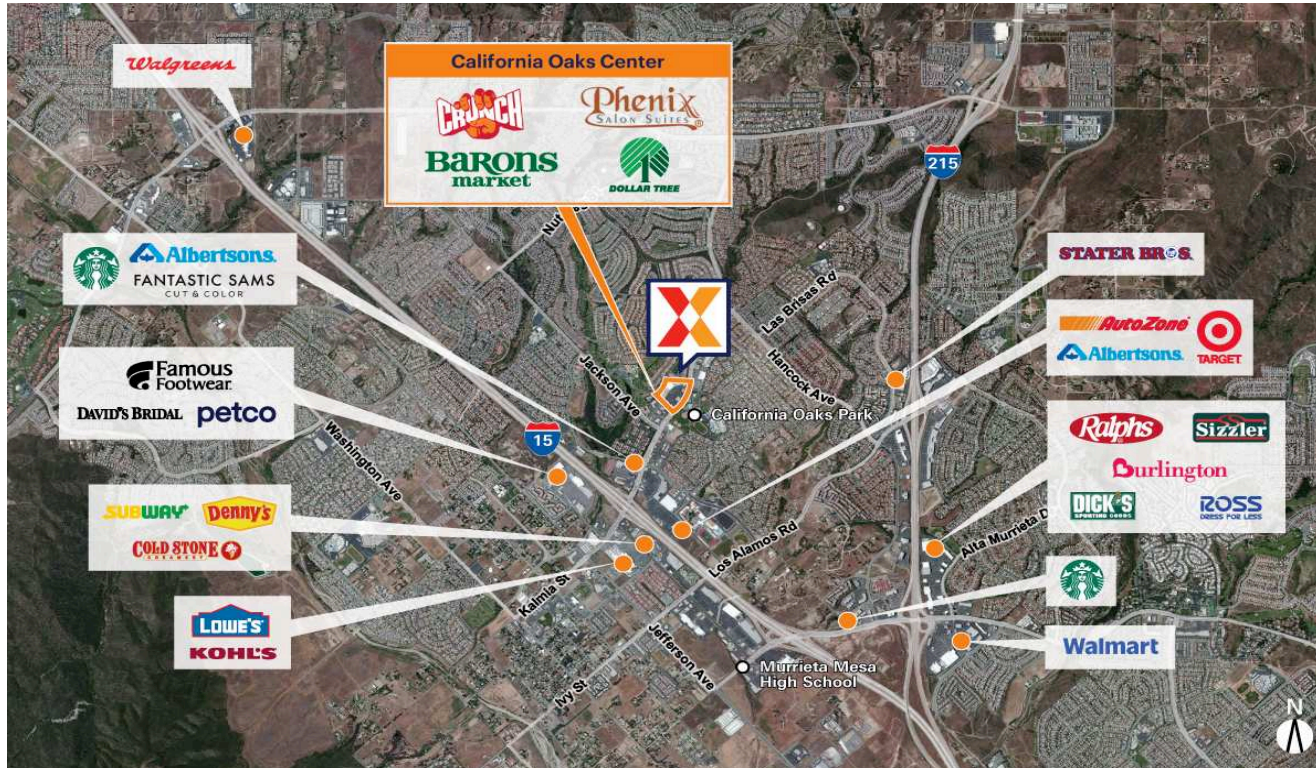 Walgreens
California Oaks Center
CRUNCH
Phenix
SALON SUITES®
BARONS
market
DOLLAR TREE
215
Albertsons.
FANTASTIC SAMS
CUT & COLOR
STATER BROS.
Las Brisas Rd
AutoZone
Albertsons.
TARGET
Famous
Footwear
DAVID'S BRIDAL
petco
Jackson Ave
Hancock Ave
California Oaks Park
15
Washington Ave
Ralphs
Sizzler
Burlington
DICK'S
SPORTING GOODS
ROSS
DRESS FOR LESS
SUBWAY
Denny's
COLD STONE
CREAMERY
Los Alamos Rd
Alta Murrieta
Kalmia St
LOWE'S
KOHL'S
Jefferson Ave
Walmart
Murrieta Mesa
High School
Ivy St
N